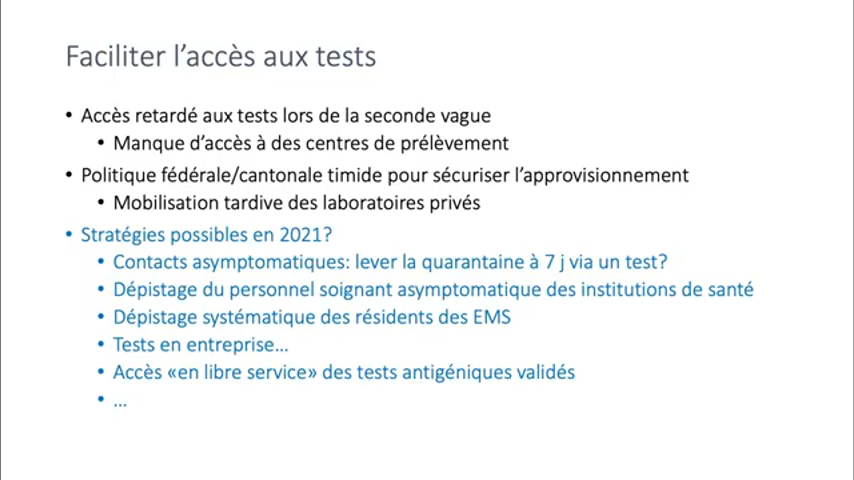 Faciliter l’accès aux tests
• Accès retardé aux tests lors de la seconde vague
• Manque d’accès à des centres de prélèvement
• Politique fédérale/cantonale timide pour sécuriser l’approvisionnement
• Mobilisation tardive des laboratoires privés
• Stratégies possibles en 2021?
• Contacts asymptomatiques: lever la quarantaine à 7 j via un test?
• Dépistage du personnel soignant asymptomatique des institutions de santé
• Dépistage systématique des résidents des EMS
• Tests en entreprise…
• Accès «en libre service» des tests antigéniques validés
• …